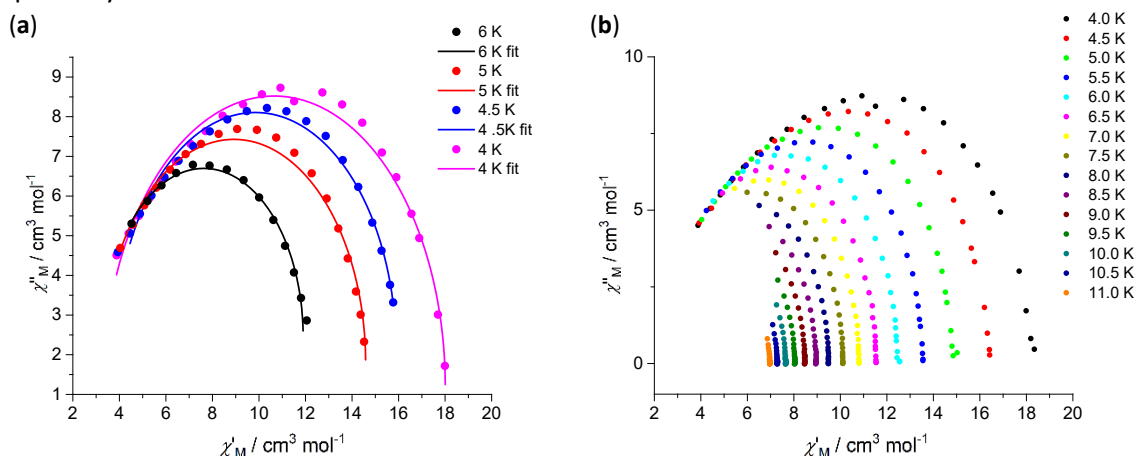 (a)
6 K
6 K fit
5 K
5 K fit
4.5 K
4 .5K fit
4 K
4 K fit
9
8
7
6
5
4
3
2
1
2 4 6 8 10 12 14 16 18 20
χ"M / cm³ mol⁻¹
χ'M / cm³ mol⁻¹
(b)
4.0 K
4.5 K
5.0 K
5.5 K
6.0 K
6.5 K
7.0 K
7.5 K
8.0 K
8.5 K
9.0 K
9.5 K
10.0 K
10.5 K
11.0 K
10
5
0
2 4 6 8 10 12 14 16 18 20
χ"M / cm³ mol⁻¹
χ'M / cm³ mol⁻¹